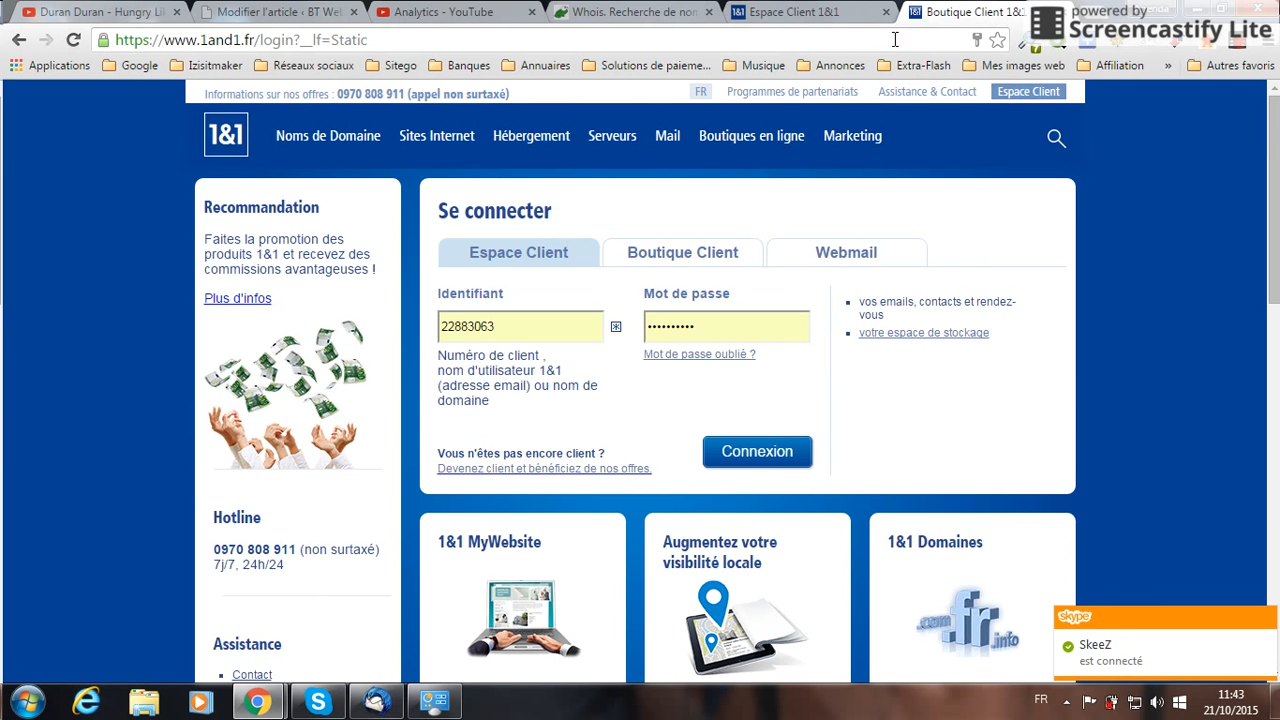 Duran Duran - Hungry Li
Modifier l'article ‹ BT We
Analytics - YouTube
Whois. Recherche de nom
Espace Client 1&1
Boutique Client 1&1
powered by
Screencastify Lite
https://www.1and1.fr/login?__lf=Static
Applications
Google
Izisitmaker
Réseaux sociaux
Sitego
Banques
Annuaires
Solutions de paieme...
Musique
Annonces
Extra-Flash
Mes images web
Affiliation
»
Autres favoris
Informations sur nos offres : 0970 808 911 (appel non surtaxé)
FR
Programmes de partenariats
Assistance & Contact
Espace Client
1&1
Noms de Domaine
Sites Internet
Hébergement
Serveurs
Mail
Boutiques en ligne
Marketing
Recommandation
Faites la promotion des
produits 1&1 et recevez des
commissions avantageuses !
Plus d'infos
Hotline
0970 808 911 (non surtaxé)
7j/7, 24h/24
Assistance
Contact
Se connecter
Espace Client
Boutique Client
Webmail
Identifiant
Mot de passe
22883063
••••••••••
Numéro de client ,
nom d'utilisateur 1&1
(adresse email) ou nom de
domaine
Mot de passe oublié ?
vos emails, contacts et rendez-
vous
votre espace de stockage
Vous n'êtes pas encore client ?
Devenez client et bénéficiez de nos offres.
Connexion
1&1 MyWebsite
Augmentez votre
visibilité locale
1&1 Domaines
.com
.fr
.info
skype
SkeeZ
est connecté
FR
11:43
21/10/2015